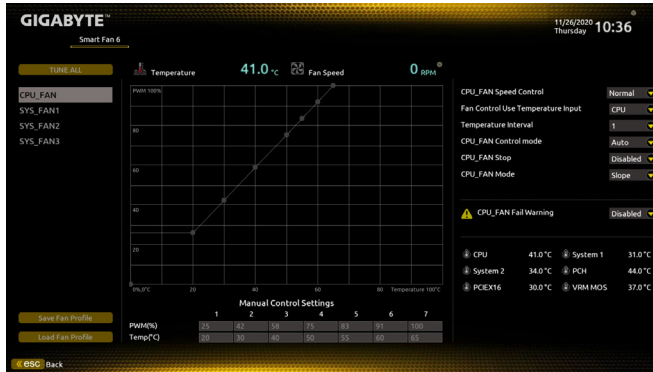 GIGABYTE™
11/26/2020 10:36
Thursday
Smart Fan 6
TUNE ALL
Temperature 41.0 °C Fan Speed 0 RPM
CPU_FAN
SYS_FAN1
SYS_FAN2
SYS_FAN3
PWM 100%
80
60
40
20
0%,0°C 20 40 60 80 Temperature 100°C
CPU_FAN Speed Control Normal
Fan Control Use Temperature Input CPU
Temperature Interval 1
CPU_FAN Control mode Auto
CPU_FAN Stop Disabled
CPU_FAN Mode Slope
CPU_FAN Fail Warning Disabled
CPU 41.0°C System 1 31.0°C
System 2 34.0°C PCH 44.0°C
PCIEX16 30.0°C VRM MOS 37.0°C
Manual Control Settings
1 2 3 4 5 6 7
PWM(%) 25 42 58 75 83 91 100
Temp(°C) 20 30 40 50 55 60 65
Save Fan Profile
Load Fan Profile
« esc Back